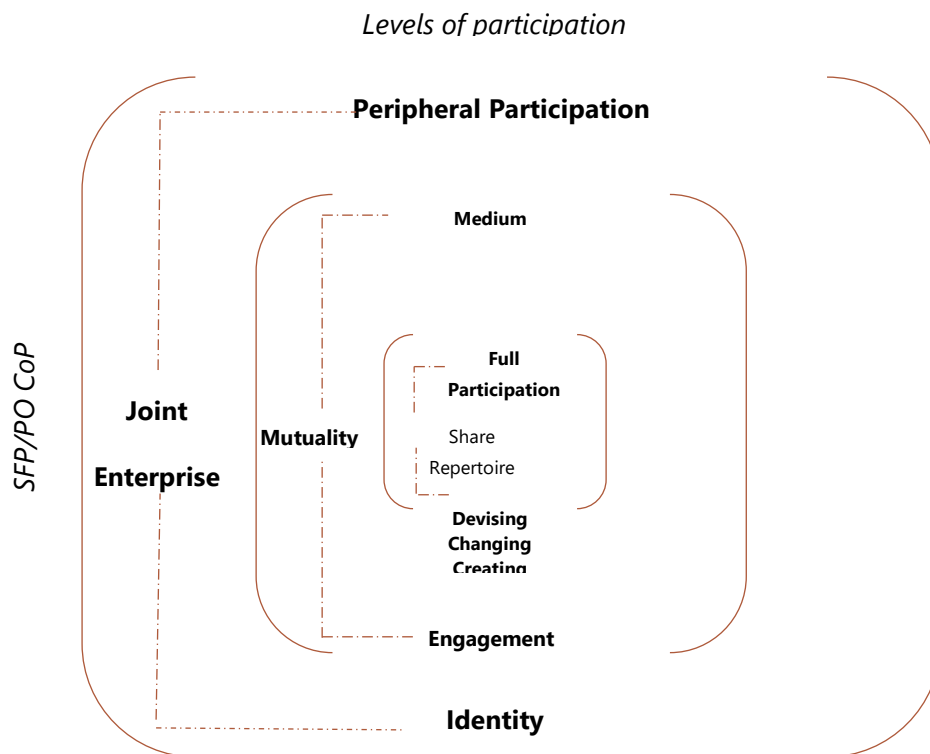 Levels of participation
Peripheral Participation
Medium
Full
Participation
SFP/PO CoP
Joint
Enterprise
Mutuality
Share
Repertoire
Devising
Changing
Creating
Engagement
Identity